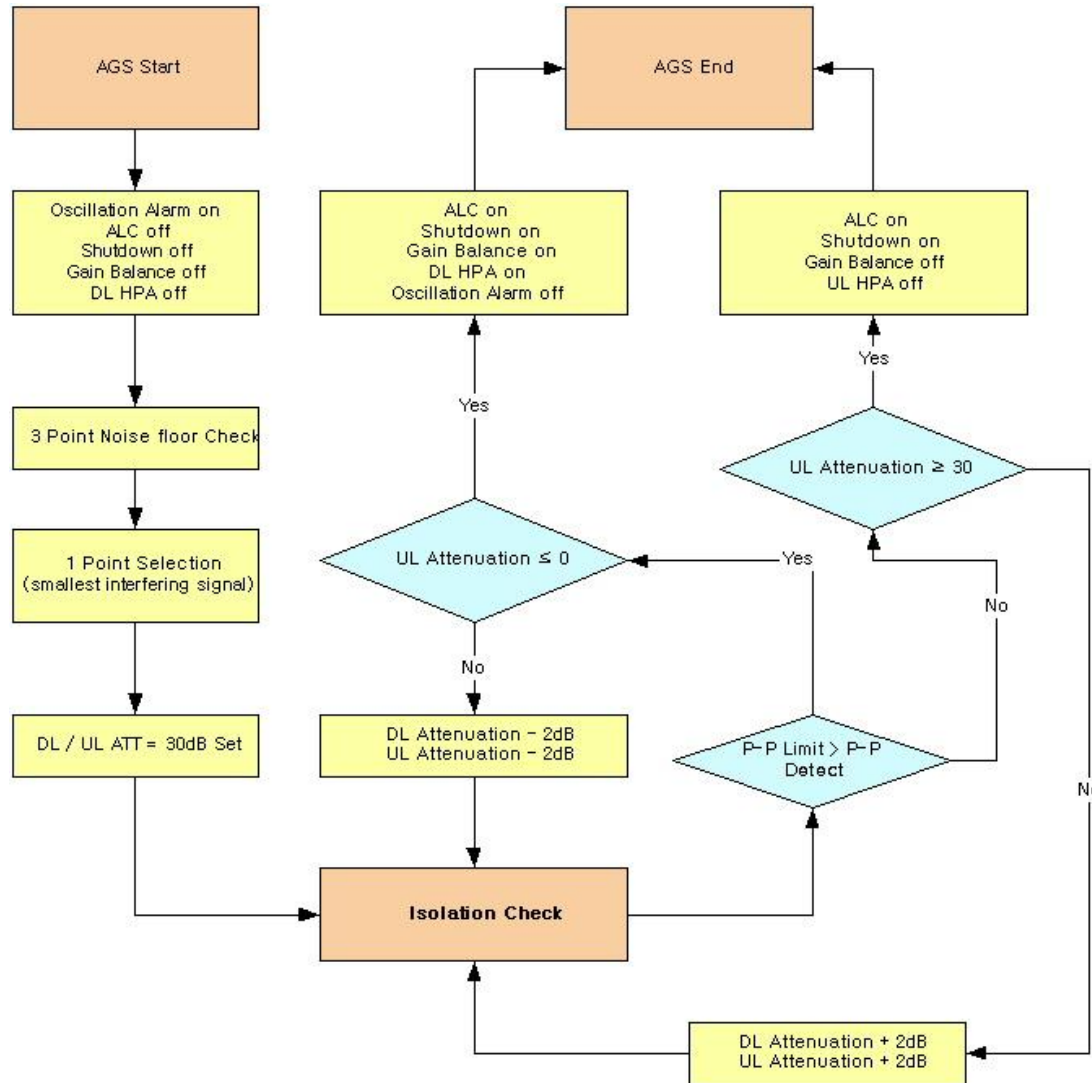 AGS Start
Oscillation Alarm on
ALC off
Shutdown off
Gain Balance off
DL HPA off
3 Point Noise floor Check
1 Point Selection
(smallest interfering signal)
DL / UL ATT = 30dB Set
AGS End
ALC on
Shutdown on
Gain Balance on
DL HPA on
Oscillation Alarm off
Yes
UL Attenuation ≤ 0
No
DL Attenuation - 2dB
UL Attenuation - 2dB
Isolation Check
ALC on
Shutdown on
Gain Balance off
UL HPA off
Yes
UL Attenuation ≥ 30
Yes
No
P-P Limit > P-P
Detect
DL Attenuation + 2dB
UL Attenuation + 2dB